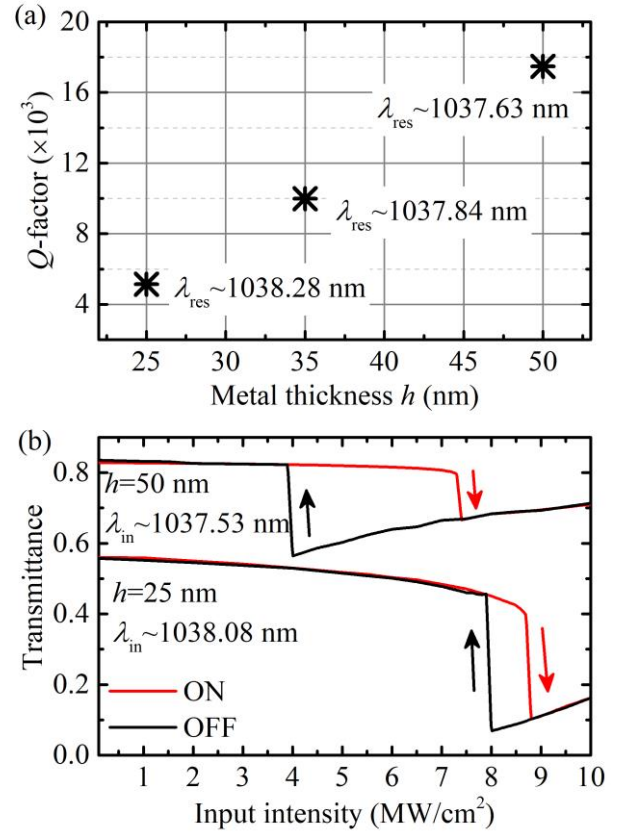 (a)
20
16
12
8
4
Q-factor (×10³)
λres~1037.63 nm
λres~1037.84 nm
λres~1038.28 nm
25 30 35 40 45 50
Metal thickness h (nm)
(b)
0.8
0.6
0.4
0.2
0.0
Transmittance
h=50 nm
λin~1037.53 nm
h=25 nm
λin~1038.08 nm
ON
OFF
1 2 3 4 5 6 7 8 9 10
Input intensity (MW/cm²)